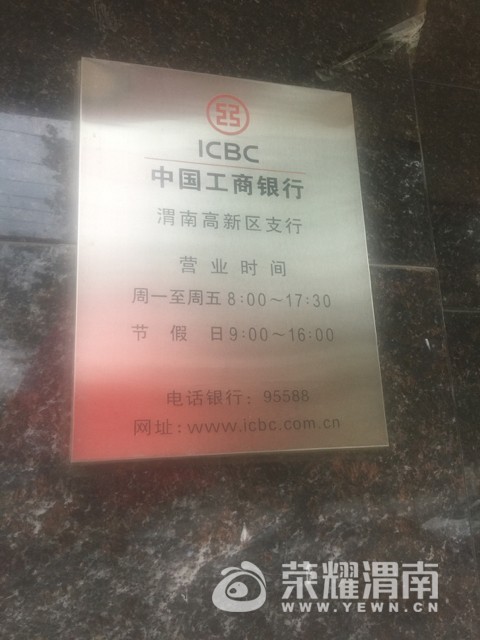 ICBC
中国工商银行
渭南高新区支行
营业时间
周一至周五 8:00~17:30
节 假 日 9:00~16:00
电话银行: 95588
网址: www.icbc.com.cn
荣耀渭南
WWW.YEWN.CN